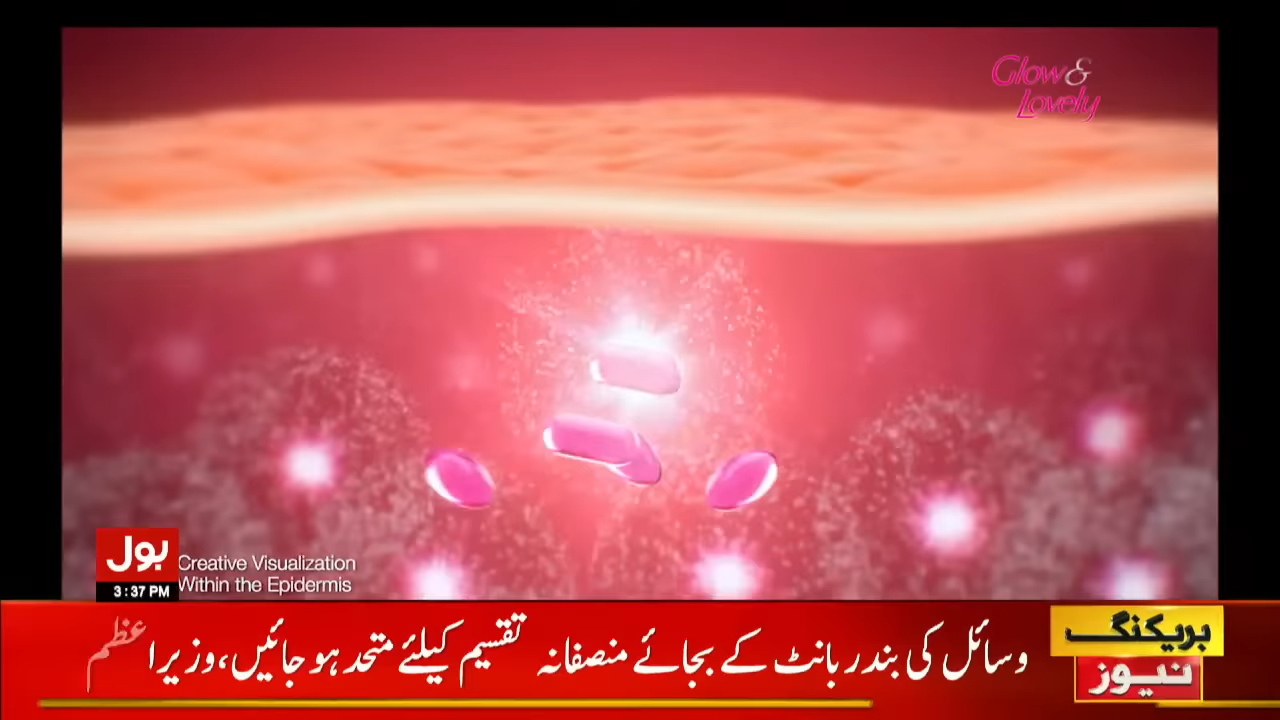 Glow &
Lovely
بول
Creative Visualization
3:37 PM
Within the Epidermis
بریکنگ
نیوز
وسائل کی بندر بانٹ کے بجائے منصفانہ تقسیم کیلئے متحد ہو جائیں،وزیراعظم